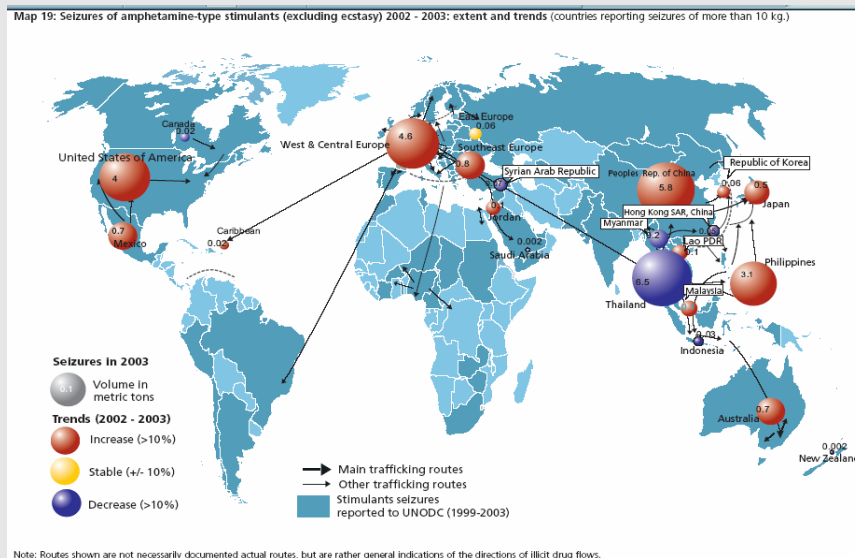 Map 19: Seizures of amphetamine-type stimulants (excluding ecstasy) 2002 - 2003: extent and trends (countries reporting seizures of more than 10 kg.)
Canada
0.02
East Europe
0.06
West & Central Europe
4.6
Southeast Europe
0.8
United States of America
4
Syrian Arab Republic
Peoples Rep. of China
5.8
Republic of Korea
0.06
0.5
Japan
Hong Kong SAR, China
0.05
Myanmar
0.2
Lao PDR
0.1
0.7
Mexico
Caribbean
0.02
0.1
Jordan
0.002
Saudi Arabia
6.5
Thailand
Malaysia
3.1
Philippines
0.03
Indonesia
0.7
Australia
0.002
New Zealand
Seizures in 2003
0.1
Volume in
metric tons
Trends (2002 - 2003)
Increase (>10%)
Stable (+/- 10%)
Decrease (>10%)
Main trafficking routes
Other trafficking routes
Stimulants seizures
reported to UNODC (1999-2003)
Note: Routes shown are not necessarily documented actual routes, but are rather general indications of the directions of illicit drug flows.